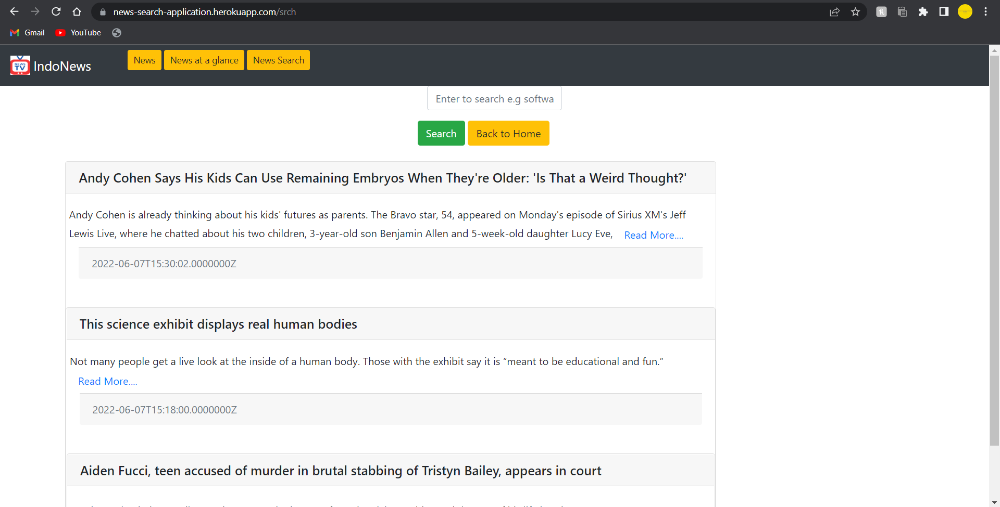 news-search-application.herokuapp.com/srch
Gmail YouTube
NEWS
TV
IndoNews
News News at a glance News Search
Enter to search e.g softwa
Search Back to Home
Andy Cohen Says His Kids Can Use Remaining Embryos When They're Older: 'Is That a Weird Thought?'
Andy Cohen is already thinking about his kids' futures as parents. The Bravo star, 54, appeared on Monday's episode of Sirius XM's Jeff
Lewis Live, where he chatted about his two children, 3-year-old son Benjamin Allen and 5-week-old daughter Lucy Eve, Read More....
2022-06-07T15:30:02.0000000Z
This science exhibit displays real human bodies
Not many people get a live look at the inside of a human body. Those with the exhibit say it is “meant to be educational and fun.”
Read More....
2022-06-07T15:18:00.0000000Z
Aiden Fucci, teen accused of murder in brutal stabbing of Tristyn Bailey, appears in court